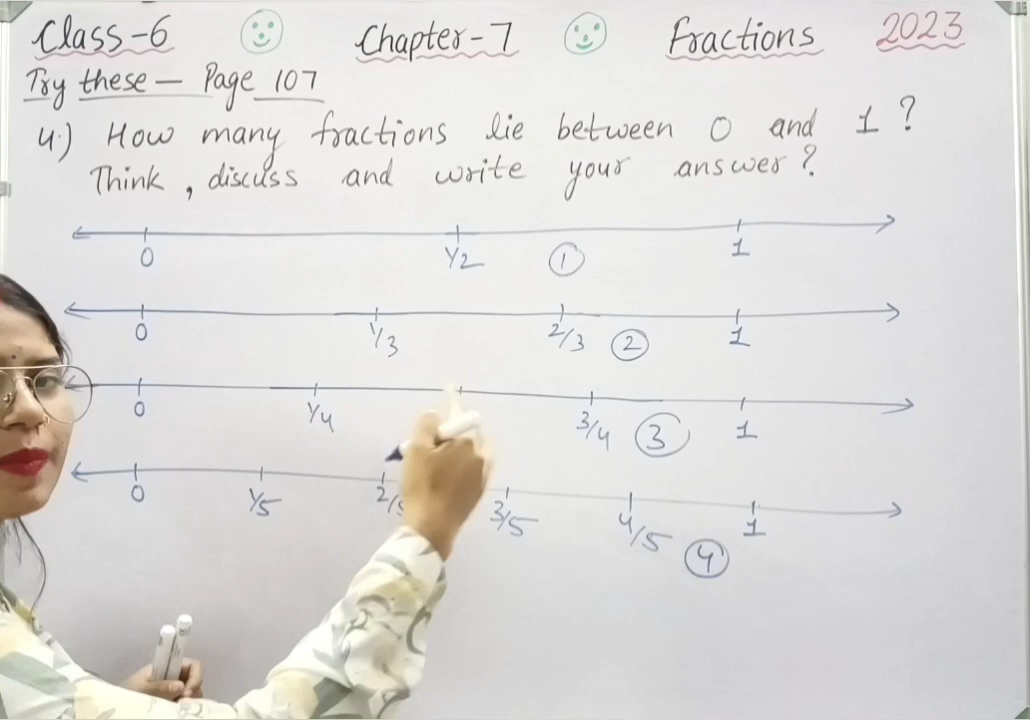 Class-6 Chapter-7 Fractions 2023
Try these — Page 107
4.) How many fractions lie between 0 and 1 ?
Think, discuss and write your answer?
0 1/2 ① 1
0 1/3 2/3 ② 1
0 1/4 3/4 ③ 1
0 1/5 3/5 4/5 ④ 1